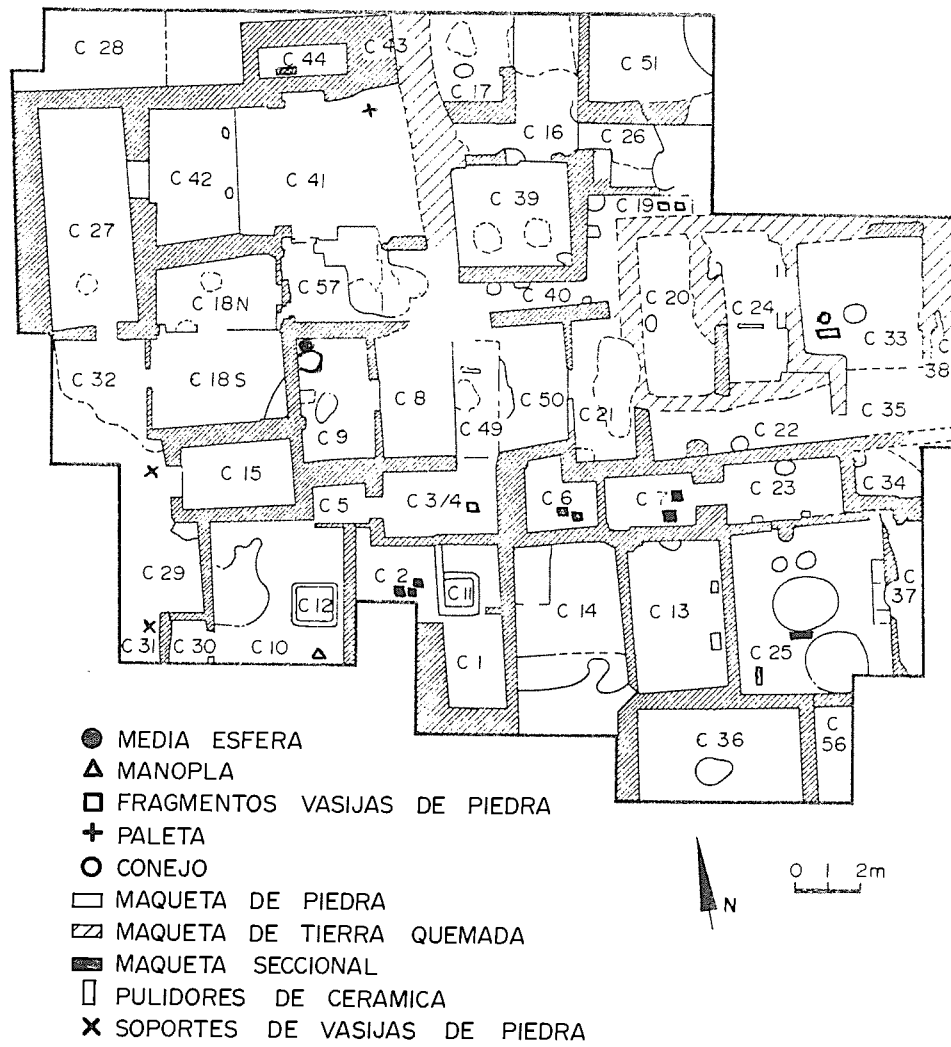 C 28
C 44
C 43
C 17
C 51
C 16
C 26
C 42
C 41
C 39
C 19
C 27
C 18N
C 57
C 40
C 20
C 24
C 33
C 38
C 32
C 18S
C 9
C 8
C 49
C 50
C 21
C 22
C 35
C 15
C 5
C 3/4
C 6
C 7
C 23
C 34
C 29
C 12
C 2
C 11
C 14
C 13
C 37
C 31
C 30
C 10
C 1
C 25
C 36
C 56
MEDIA ESFERA
MANOPLA
FRAGMENTOS VASIJAS DE PIEDRA
PALETA
CONEJO
MAQUETA DE PIEDRA
MAQUETA DE TIERRA QUEMADA
MAQUETA SECCIONAL
PULIDORES DE CERAMICA
SOPORTES DE VASIJAS DE PIEDRA
N
0 1 2m